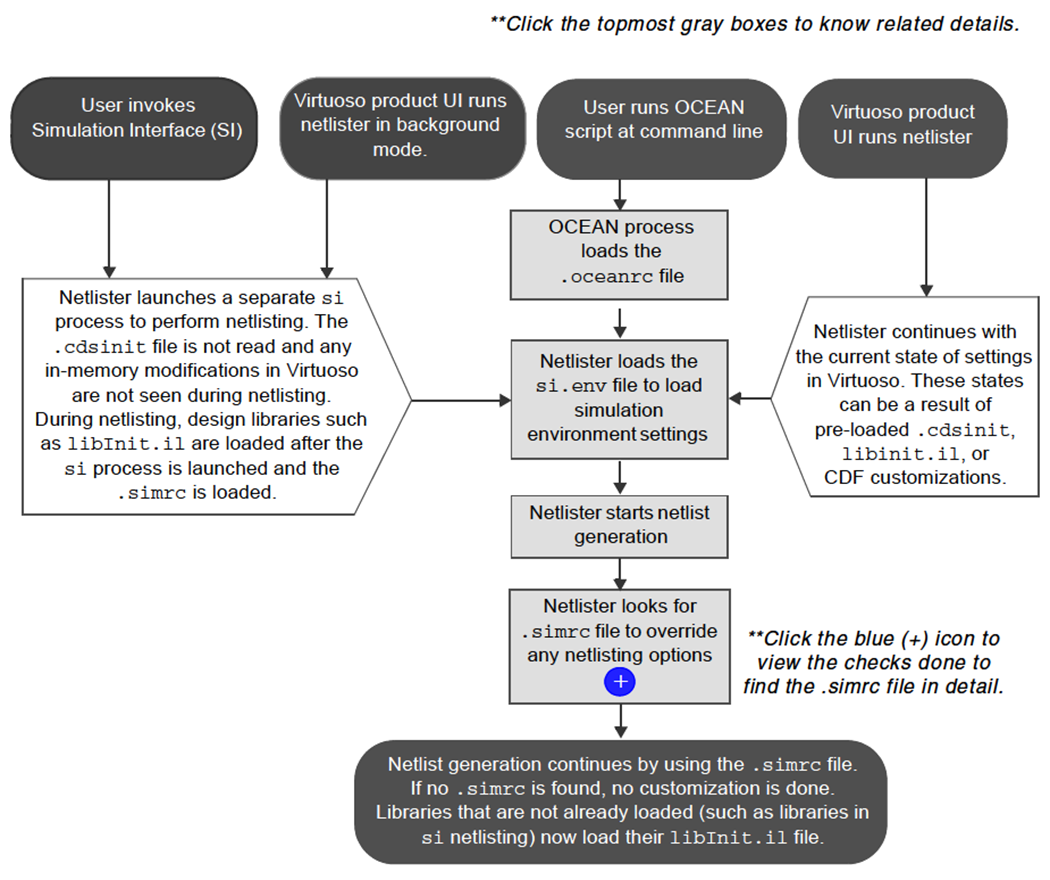 **Click the topmost gray boxes to know related details.
User invokes
Simulation Interface (SI)
Virtuoso product UI runs
netlister in background
mode.
User runs OCEAN
script at command line
Virtuoso product
UI runs netlister
OCEAN process
loads the
.oceanrc file
Netlister launches a separate si
process to perform netlisting. The
.cdsinit file is not read and any
in-memory modifications in Virtuoso
are not seen during netlisting.
During netlisting, design libraries such
as libInit.il are loaded after the
si process is launched and the
.simrc is loaded.
Netlister loads the
si.env file to load
simulation
environment settings
Netlister continues with
the current state of settings
in Virtuoso. These states
can be a result of
pre-loaded .cdsinit,
libinit.il, or
CDF customizations.
Netlister starts netlist
generation
Netlister looks for
.simrc file to override
any netlisting options
+
**Click the blue (+) icon to
view the checks done to
find the .simrc file in detail.
Netlist generation continues by using the .simrc file.
If no .simrc is found, no customization is done.
Libraries that are not already loaded (such as libraries in
si netlisting) now load their libInit.il file.